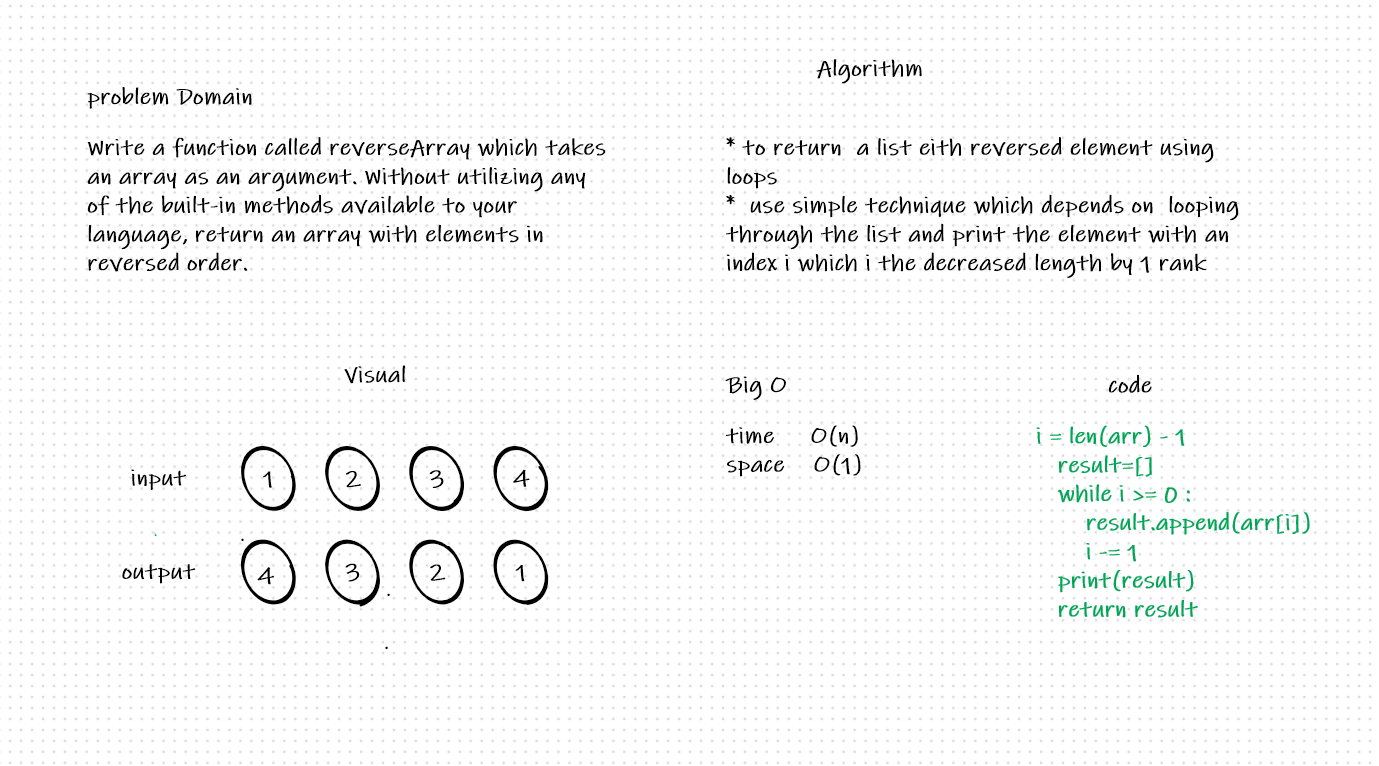 problem Domain
Write a function called reverseArray which takes
an array as an argument. Without utilizing any
of the built-in methods available to your
language, return an array with elements in
reversed order.
Algorithm
* to return a list eith reversed element using
loops
* use simple technique which depends on looping
through the list and print the element with an
index i which i the decreased length by 1 rank
Visual
input 1 2 3 4
output 4 3 2 1
Big O
time O(n)
space O(1)
code
i = len(arr) - 1
result=[]
while i >= 0 :
result.append(arr[i])
i -= 1
print(result)
return result